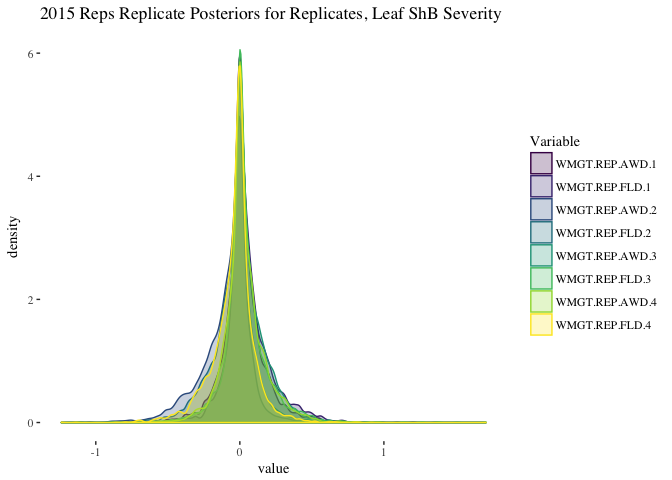 2015 Reps Replicate Posteriors for Replicates, Leaf ShB Severity
density
6
4
2
0
-1
0
1
value
Variable
WMGT.REP.AWD.1
WMGT.REP.FLD.1
WMGT.REP.AWD.2
WMGT.REP.FLD.2
WMGT.REP.AWD.3
WMGT.REP.FLD.3
WMGT.REP.AWD.4
WMGT.REP.FLD.4